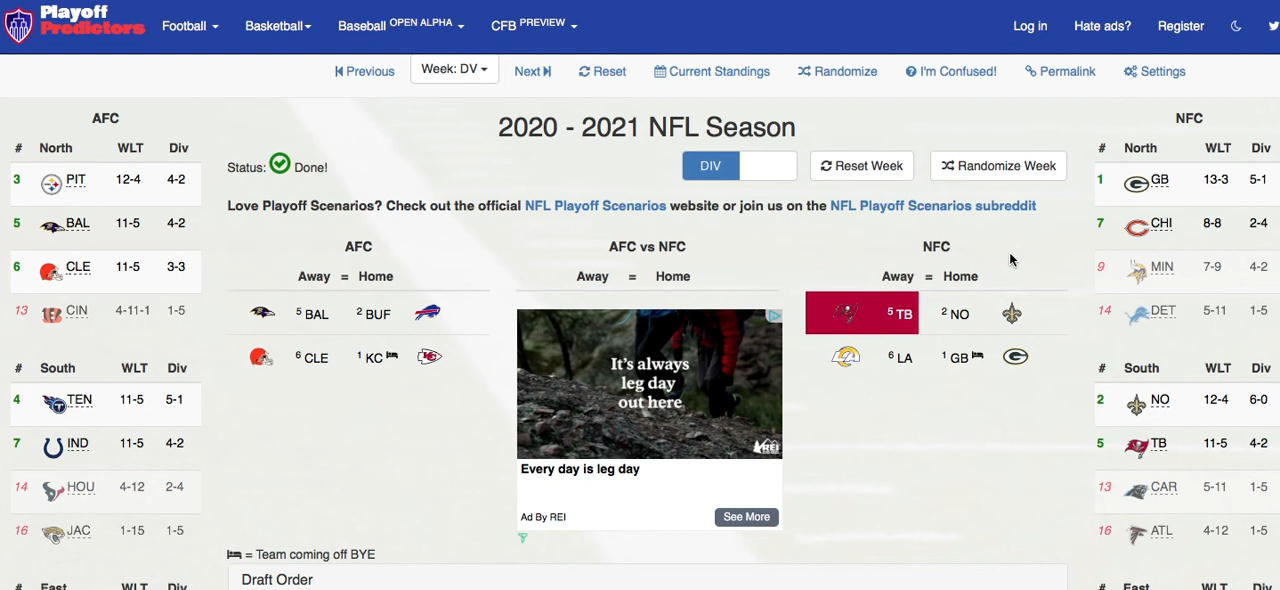 Playoff
Predictors
Football
Basketball
Baseball OPEN ALPHA
CFB PREVIEW
Log in
Hate ads?
Register
Previous
Week: DV
Next
Reset
Current Standings
Randomize
I'm Confused!
Permalink
Settings
AFC
# North WLT Div
3 PIT 12-4 4-2
5 BAL 11-5 4-2
6 CLE 11-5 3-3
13 CIN 4-11-1 1-5
# South WLT Div
4 TEN 11-5 5-1
7 IND 11-5 4-2
14 HOU 4-12 2-4
16 JAC 1-15 1-5
# East WLT Div
2020 - 2021 NFL Season
Status: Done!
DIV
Reset Week
Randomize Week
Love Playoff Scenarios? Check out the official NFL Playoff Scenarios website or join us on the NFL Playoff Scenarios subreddit
AFC
Away = Home
5 BAL 2 BUF
6 CLE 1 KC
AFC vs NFC
Away = Home
It's always
leg day
out here
REI
Every day is leg day
Ad By REI
See More
NFC
Away = Home
5 TB 2 NO
6 LA 1 GB
= Team coming off BYE
Draft Order
NFC
# North WLT Div
1 GB 13-3 5-1
7 CHI 8-8 2-4
9 MIN 7-9 4-2
14 DET 5-11 1-5
# South WLT Div
2 NO 12-4 6-0
5 TB 11-5 4-2
13 CAR 5-11 1-5
16 ATL 4-12 1-5
# East WLT Div